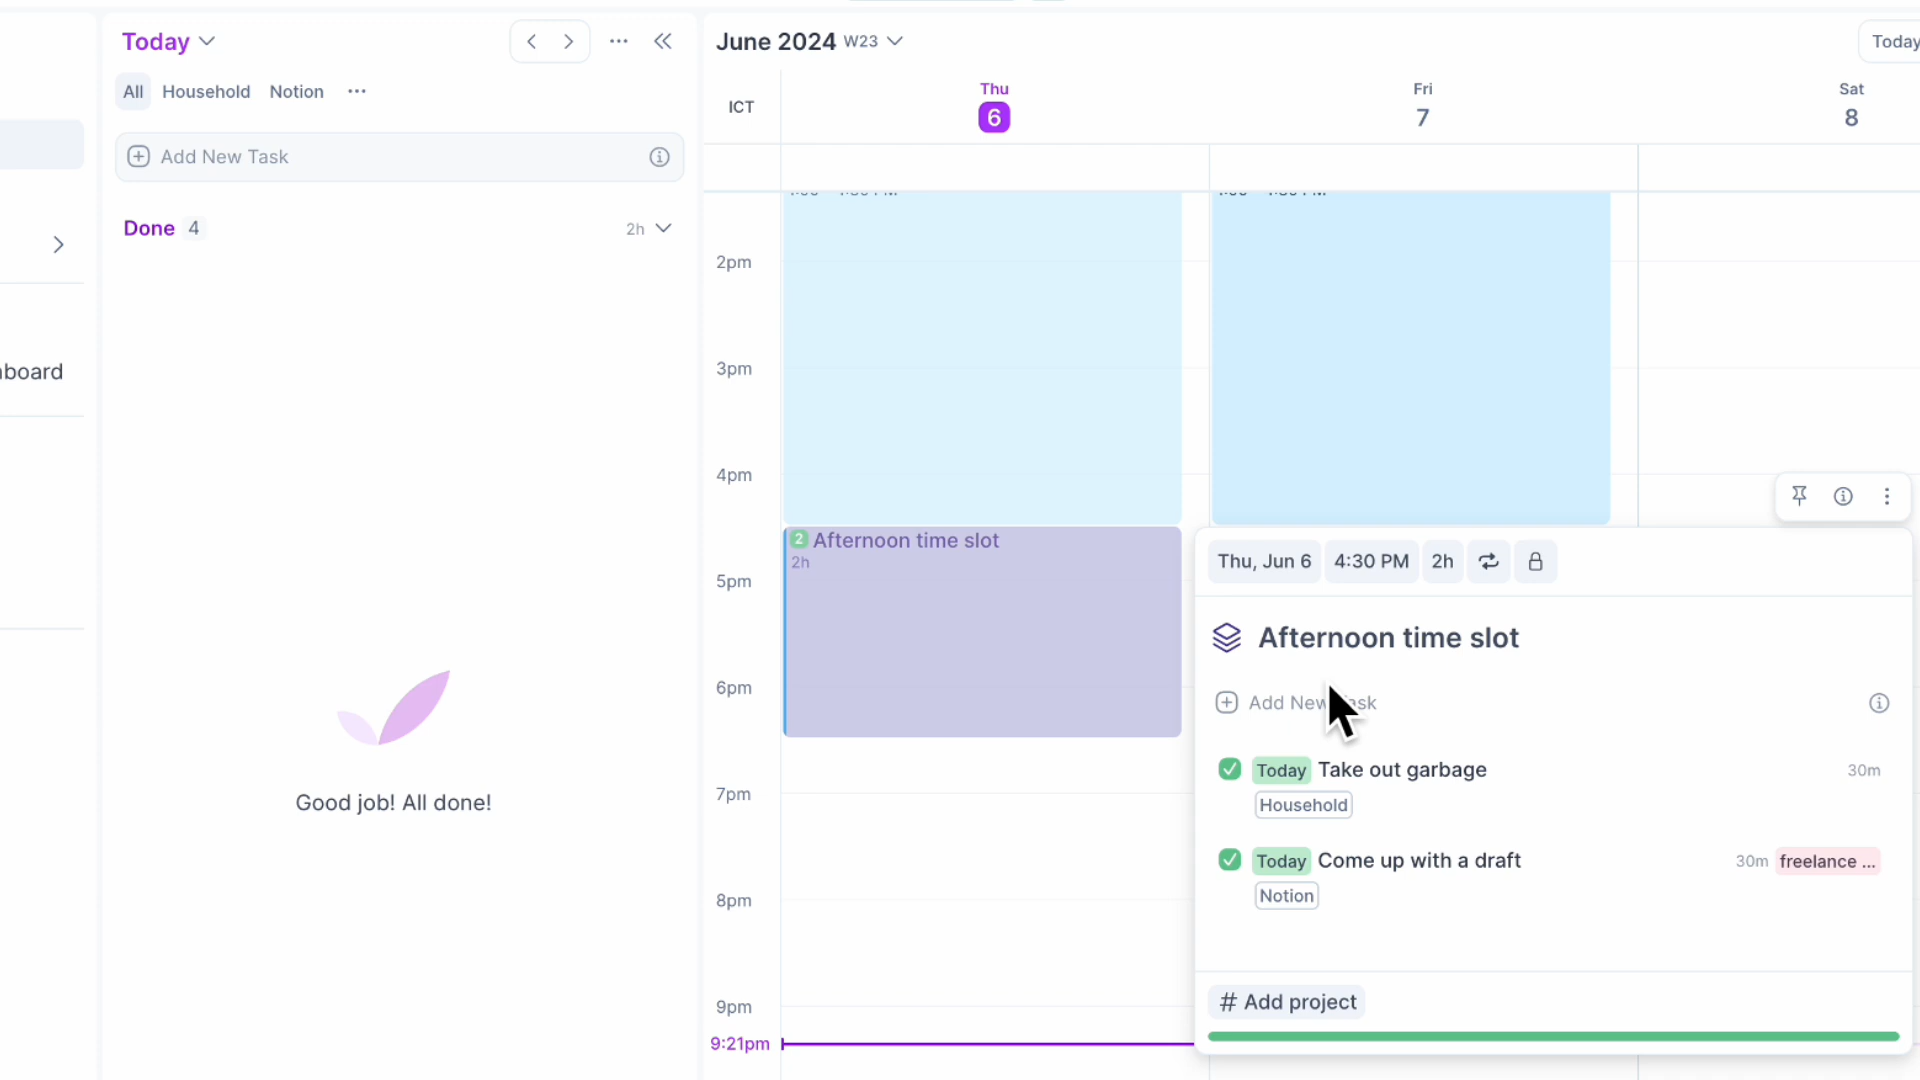 Today
All Household Notion
Add New Task
Done 4 2h
Good job! All done!
June 2024 W23
Today
ICT
Thu
6
Fri
7
Sat
8
2pm
3pm
4pm
5pm
6pm
7pm
8pm
9pm
9:21pm
2 Afternoon time slot
2h
Thu, Jun 6 4:30 PM 2h
Afternoon time slot
Add New
Today Take out garbage 30m
Household
Today Come up with a draft 30m freelance ...
Notion
# Add project